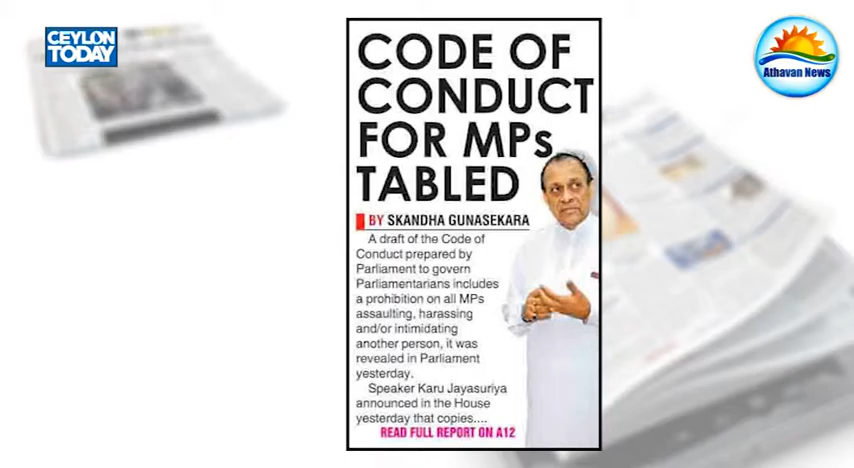 CEYLON
TODAY
Athavan News
CODE OF
CONDUCT
FOR MPs
TABLED
BY SKANDHA GUNASEKARA
A draft of the Code of
Conduct prepared by
Parliament to govern
Parliamentarians includes
a prohibition on all MPs
assaulting, harassing
and/or intimidating
another person, it was
revealed in Parliament
yesterday.
Speaker Karu Jayasuriya
announced in the House
yesterday that copies....
READ FULL REPORT ON A12